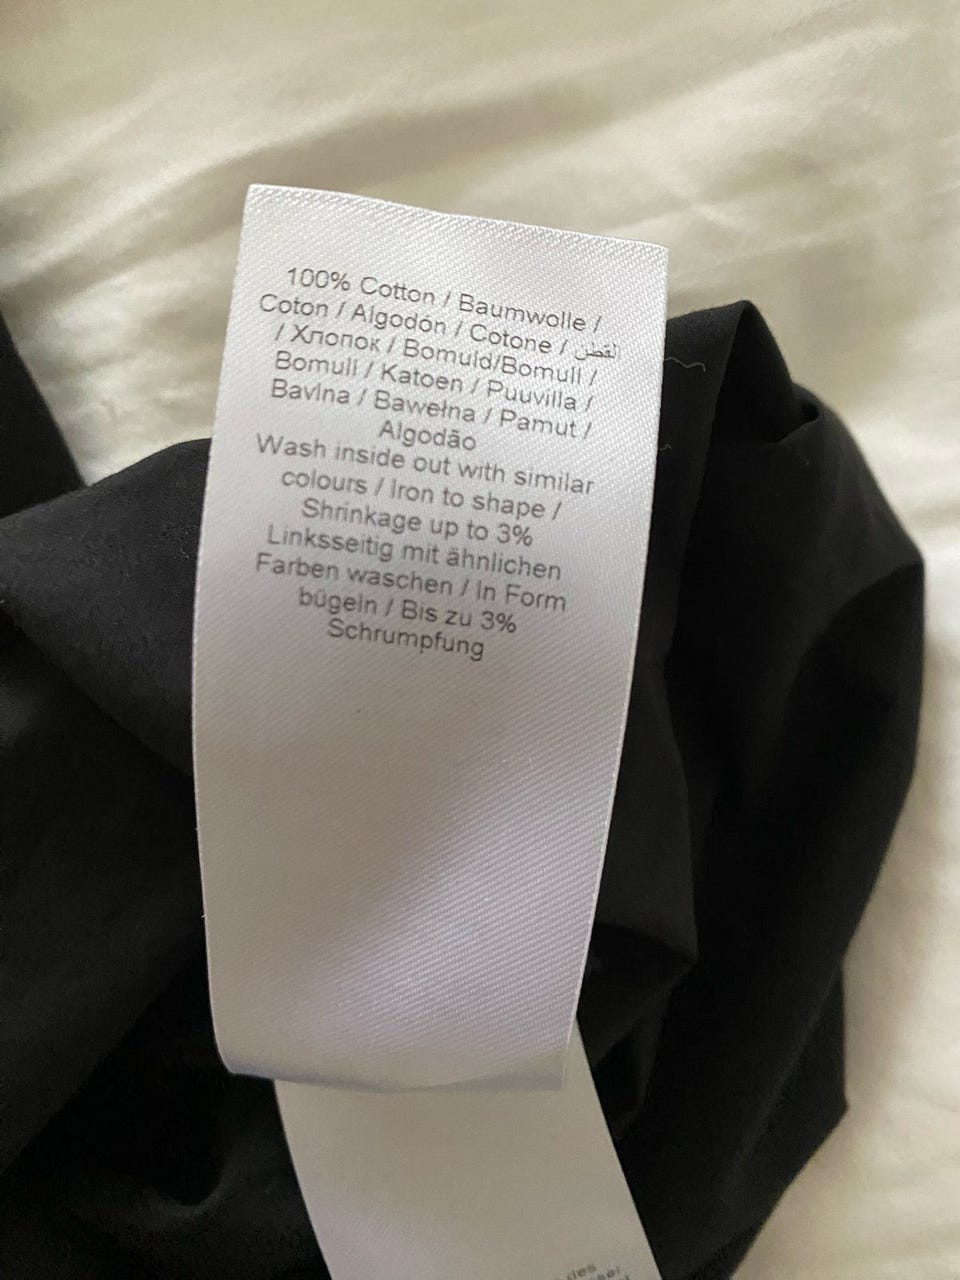 100% Cotton / Baumwolle /
Coton / Algodón / Cotone / القطن
/ Хлопок / Bomuld/Bomull /
Bomull / Katoen / Puuvilla /
Bavlna / Bawełna / Pamut /
Algodão
Wash inside out with similar
colours / Iron to shape /
Shrinkage up to 3%
Linksseitig mit ähnlichen
Farben waschen / In Form
bügeln / Bis zu 3%
Schrumpfung